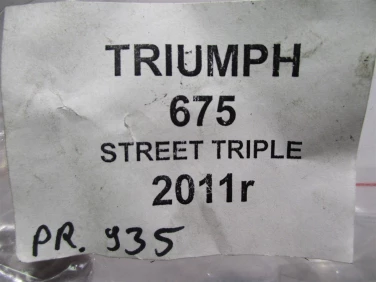 TRIUMPH
675
STREET TRIPLE
2011r
PR. 935